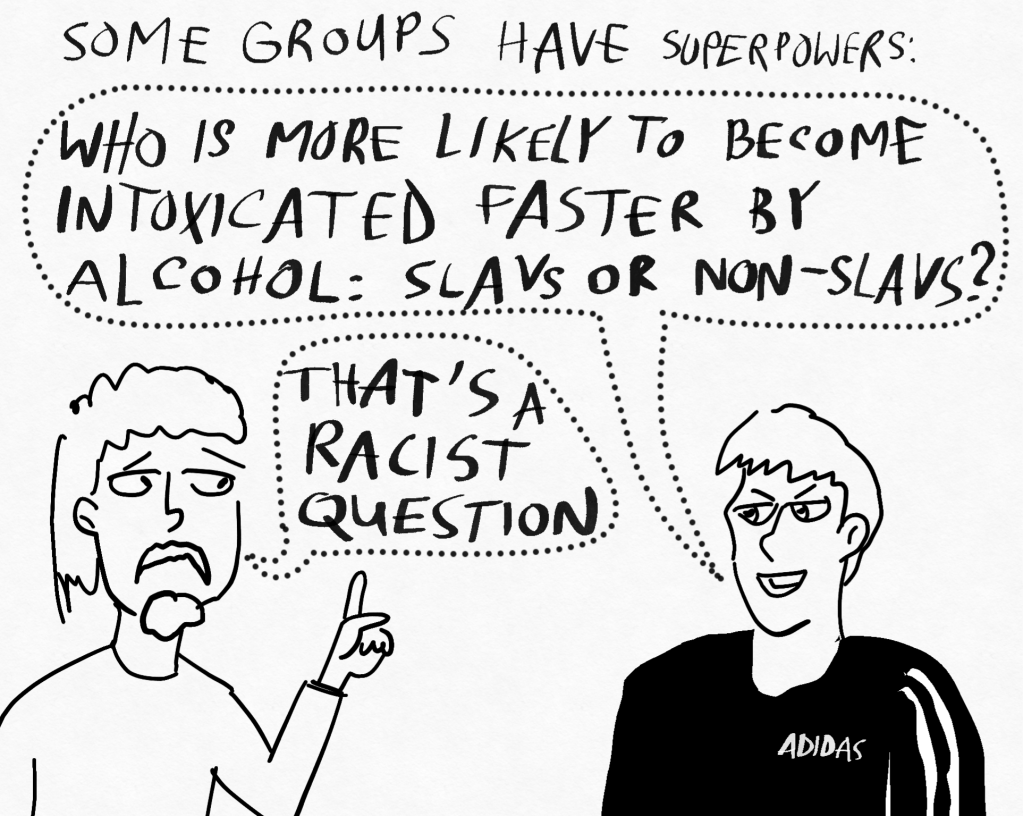 SOME GROUPS HAVE SUPERPOWERS:
WHO IS MORE LIKELY TO BECOME
INTOXICATED FASTER BY
ALCOHOL: SLAVS OR NON-SLAVS?
THAT'S A
RACIST
QUESTION
ADIDAS